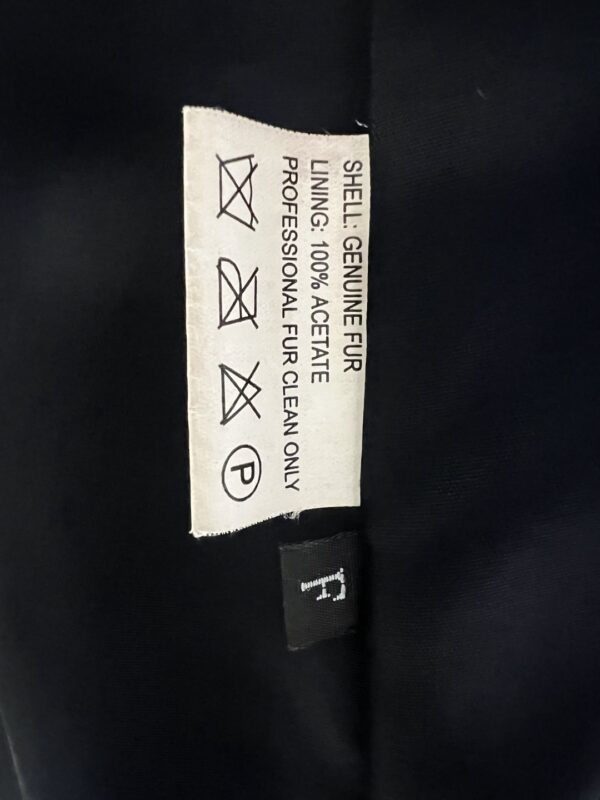 SHELL: GENUINE FUR
LINING: 100% ACETATE
PROFESSIONAL FUR CLEAN ONLY
P
F